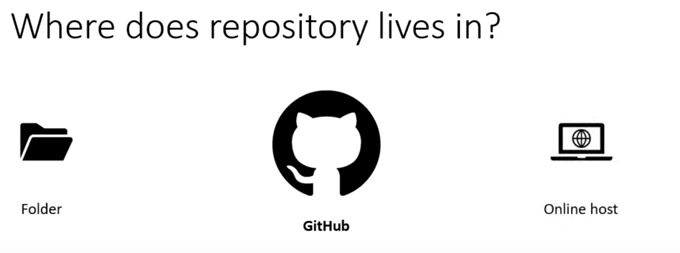 Where does repository lives in?
Folder
GitHub
Online host